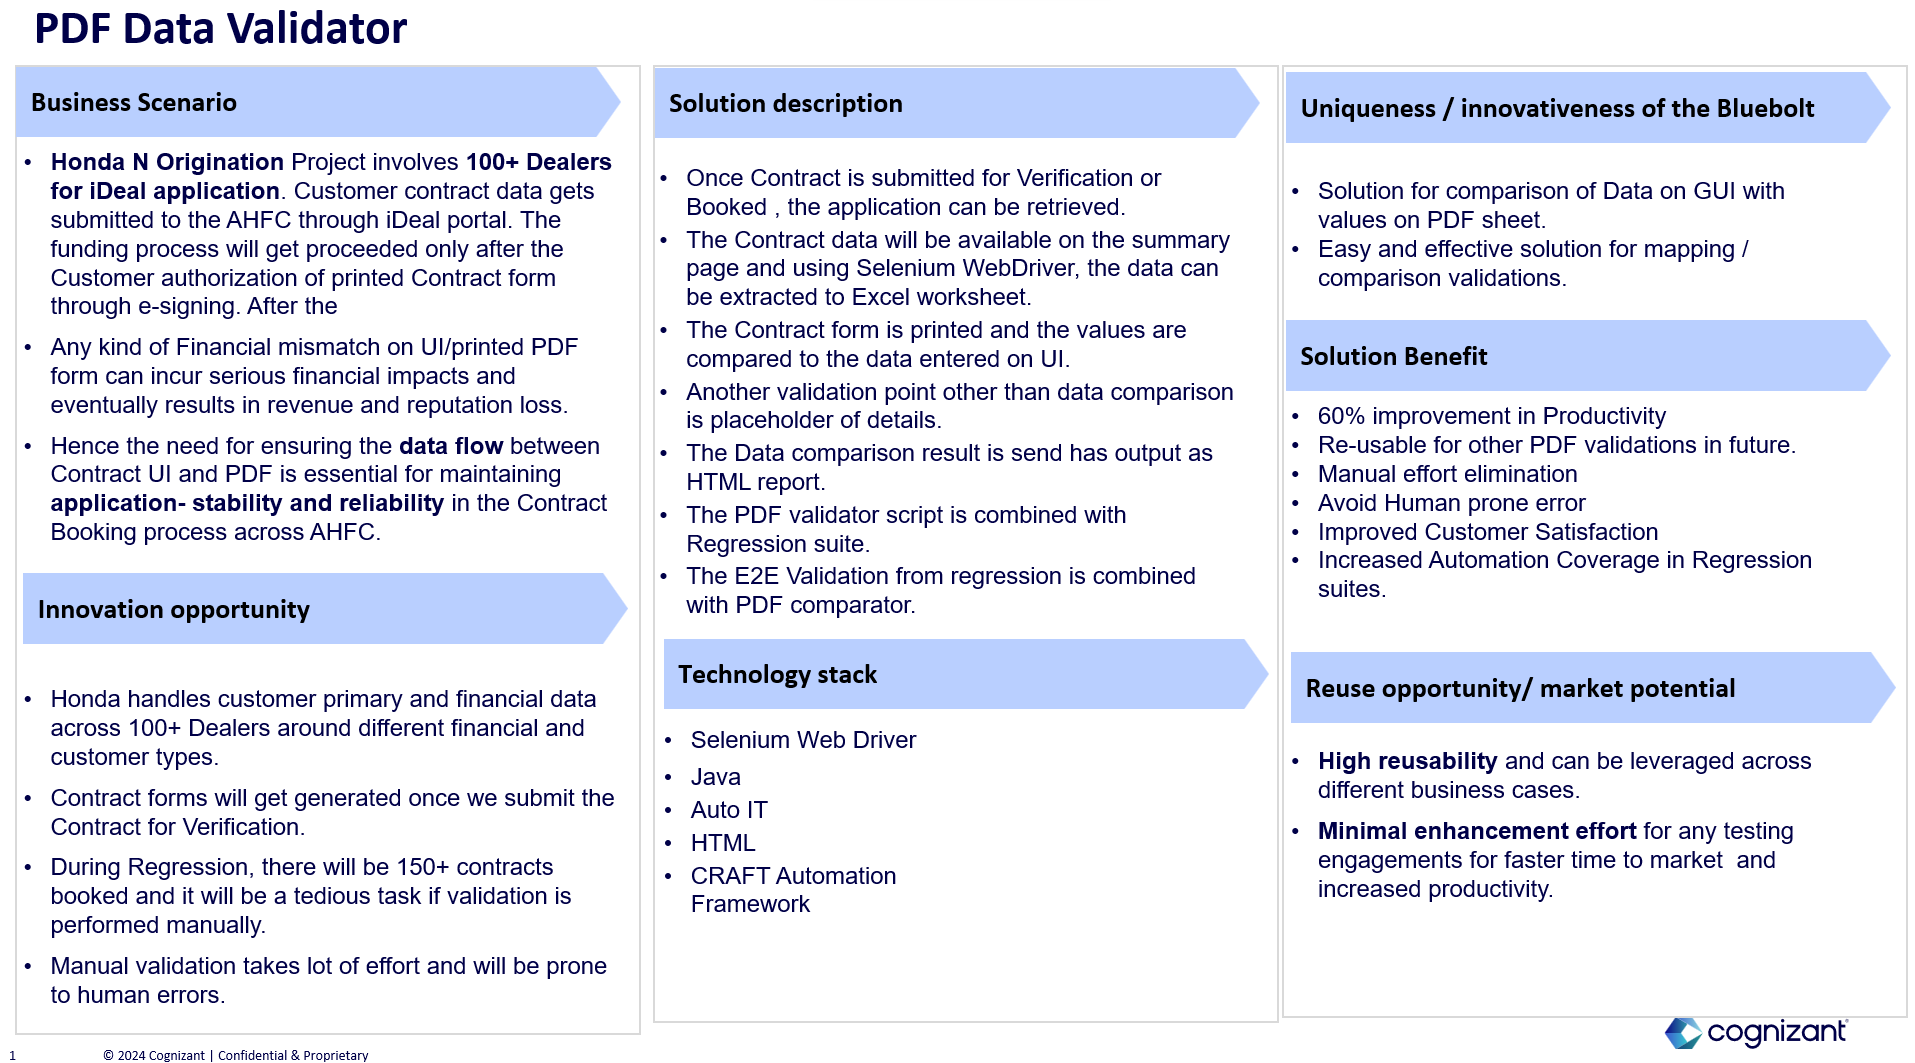 PDF Data Validator
Business Scenario
• Honda N Origination Project involves 100+ Dealers
for iDeal application. Customer contract data gets
submitted to the AHFC through iDeal portal. The
funding process will get proceeded only after the
Customer authorization of printed Contract form
through e-signing. After the
• Any kind of Financial mismatch on UI/printed PDF
form can incur serious financial impacts and
eventually results in revenue and reputation loss.
• Hence the need for ensuring the data flow between
Contract UI and PDF is essential for maintaining
application- stability and reliability in the Contract
Booking process across AHFC.
Innovation opportunity
• Honda handles customer primary and financial data
across 100+ Dealers around different financial and
customer types.
• Contract forms will get generated once we submit the
Contract for Verification.
• During Regression, there will be 150+ contracts
booked and it will be a tedious task if validation is
performed manually.
• Manual validation takes lot of effort and will be prone
to human errors.
Solution description
• Once Contract is submitted for Verification or
Booked , the application can be retrieved.
• The Contract data will be available on the summary
page and using Selenium WebDriver, the data can
be extracted to Excel worksheet.
• The Contract form is printed and the values are
compared to the data entered on UI.
• Another validation point other than data comparison
is placeholder of details.
• The Data comparison result is send has output as
HTML report.
• The PDF validator script is combined with
Regression suite.
• The E2E Validation from regression is combined
with PDF comparator.
Technology stack
• Selenium Web Driver
• Java
• Auto IT
• HTML
• CRAFT Automation
Framework
Uniqueness / innovativeness of the Bluebolt
• Solution for comparison of Data on GUI with
values on PDF sheet.
• Easy and effective solution for mapping /
comparison validations.
Solution Benefit
• 60% improvement in Productivity
• Re-usable for other PDF validations in future.
• Manual effort elimination
• Avoid Human prone error
• Improved Customer Satisfaction
• Increased Automation Coverage in Regression
suites.
Reuse opportunity/ market potential
• High reusability and can be leveraged across
different business cases.
• Minimal enhancement effort for any testing
engagements for faster time to market  and
increased productivity.
cognizant
1
© 2024 Cognizant | Confidential & Proprietary